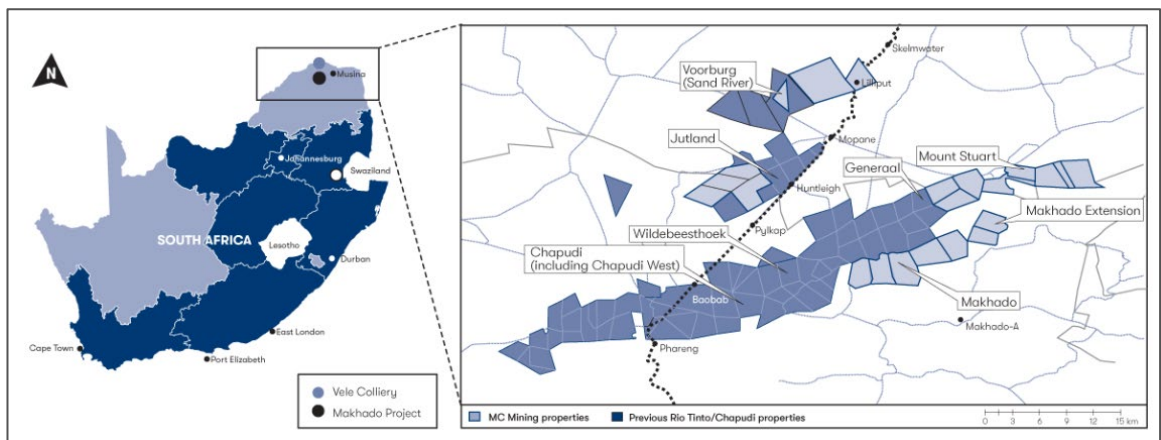 N
Musina
Johannesburg
Swaziland
SOUTH AFRICA
Lesotho
Durban
East London
Cape Town
Port Elizabeth
Vele Colliery
Makhado Project
Skelmwater
Voorburg
(Sand River)
Lilliput
Jutland
Mopane
Mount Stuart
Generaal
Huntleigh
Makhado Extension
Pylkop
Wildebeesthoek
Chapudi
(including Chapudi West)
Baobab
Makhado
Makhado-A
Phareng
MC Mining properties
Previous Rio Tinto/Chapudi properties
0 3 6 9 12 15 km